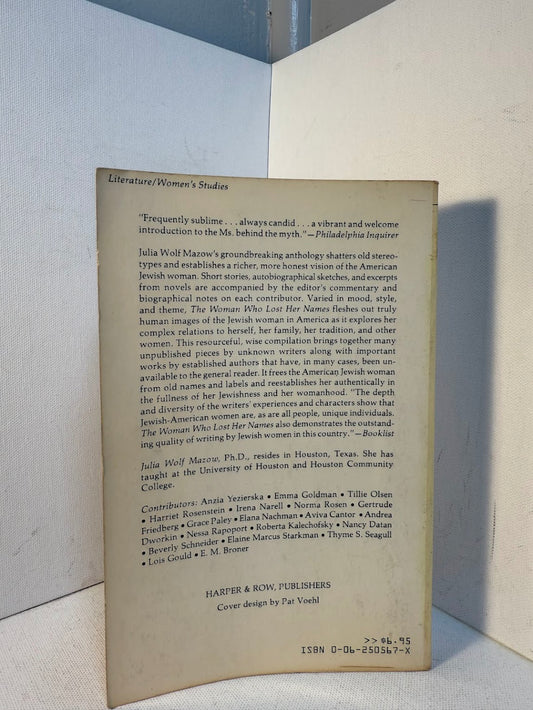 Literature/Women's Studies
"Frequently sublime . . . always candid . . . a vibrant and welcome
introduction to the Ms. behind the myth."—Philadelphia Inquirer
Julia Wolf Mazow's groundbreaking anthology shatters old stereo-
types and establishes a richer, more honest vision of the American
Jewish woman. Short stories, autobiographical sketches, and excerpts
from novels are accompanied by the editor's commentary and
biographical notes on each contributor. Varied in mood, style,
and theme, The Woman Who Lost Her Names fleshes out truly
human images of the Jewish woman in America as it explores her
complex relations to herself, her family, her tradition, and other
women. This resourceful, wise compilation brings together many
unpublished pieces by unknown writers along with important
works by established authors that have, in many cases, been un-
available to the general reader. It frees the American Jewish woman
from old names and labels and reestablishes her authentically in
the fullness of her Jewishness and her womanhood. "The depth
and diversity of the writers' experiences and characters show that
Jewish-American women are, as are all people, unique individuals.
The Woman Who Lost Her Names also demonstrates the outstand-
ing quality of writing by Jewish women in this country."—Booklist
Julia Wolf Mazow, Ph.D., resides in Houston, Texas. She has
taught at the University of Houston and Houston Community
College.
Contributors: Anzia Yezierska • Emma Goldman • Tillie Olsen
• Harriet Rosenstein • Irena Narell • Norma Rosen • Gertrude
Friedberg • Grace Paley • Elana Nachman • Aviva Cantor • Andrea
Dworkin • Nessa Rapoport • Roberta Kalechofsky • Nancy Datan
• Beverly Schneider • Elaine Marcus Starkman • Thyme S. Seagull
• Lois Gould • E. M. Broner
HARPER & ROW, PUBLISHERS
Cover design by Pat Voehl
>> $6.95
ISBN 0-06-250567-X